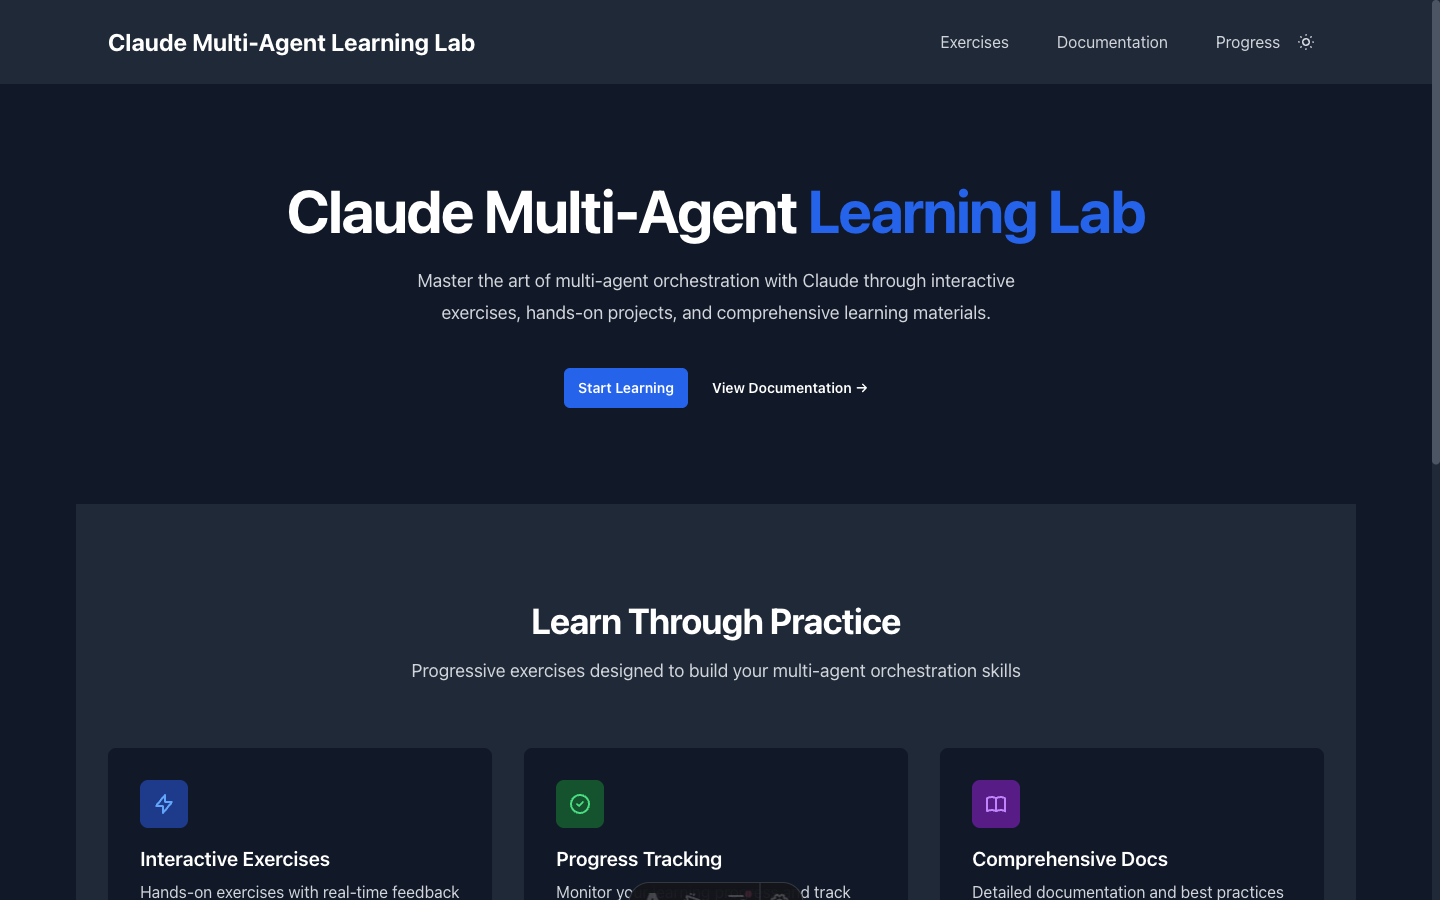 Claude Multi-Agent Learning Lab
Exercises
Documentation
Progress
Claude Multi-Agent Learning Lab
Master the art of multi-agent orchestration with Claude through interactive
exercises, hands-on projects, and comprehensive learning materials.
Start Learning
View Documentation →
Learn Through Practice
Progressive exercises designed to build your multi-agent orchestration skills
Interactive Exercises
Hands-on exercises with real-time feedback
Progress Tracking
Monitor track
Comprehensive Docs
Detailed documentation and best practices